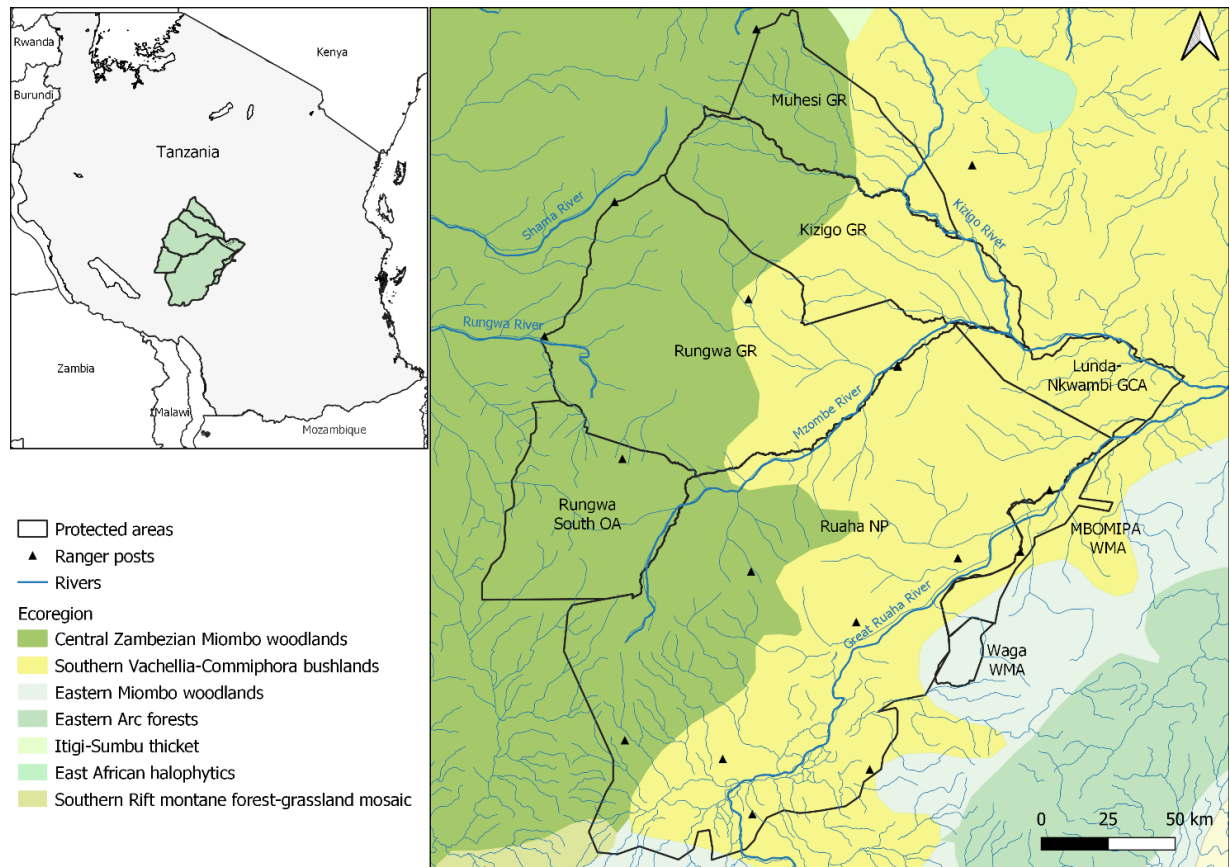 Rwanda
Burundi
Kenya
Tanzania
Zambia
Malawi
Mozambique
Protected areas
Ranger posts
Rivers
Ecoregion
Central Zambezian Miombo woodlands
Southern Vachellia-Commiphora bushlands
Eastern Miombo woodlands
Eastern Arc forests
Itigi-Sumbu thicket
East African halophytics
Southern Rift montane forest-grassland mosaic
Muhesi GR
Shama River
Kizigo GR
Kizigo River
Rungwa River
Rungwa GR
Lunda-
Nkwambi GCA
Mzombe River
Rungwa
South OA
Ruaha NP
MBOMIPA
WMA
Great Ruaha River
Waga
WMA
0 25 50 km